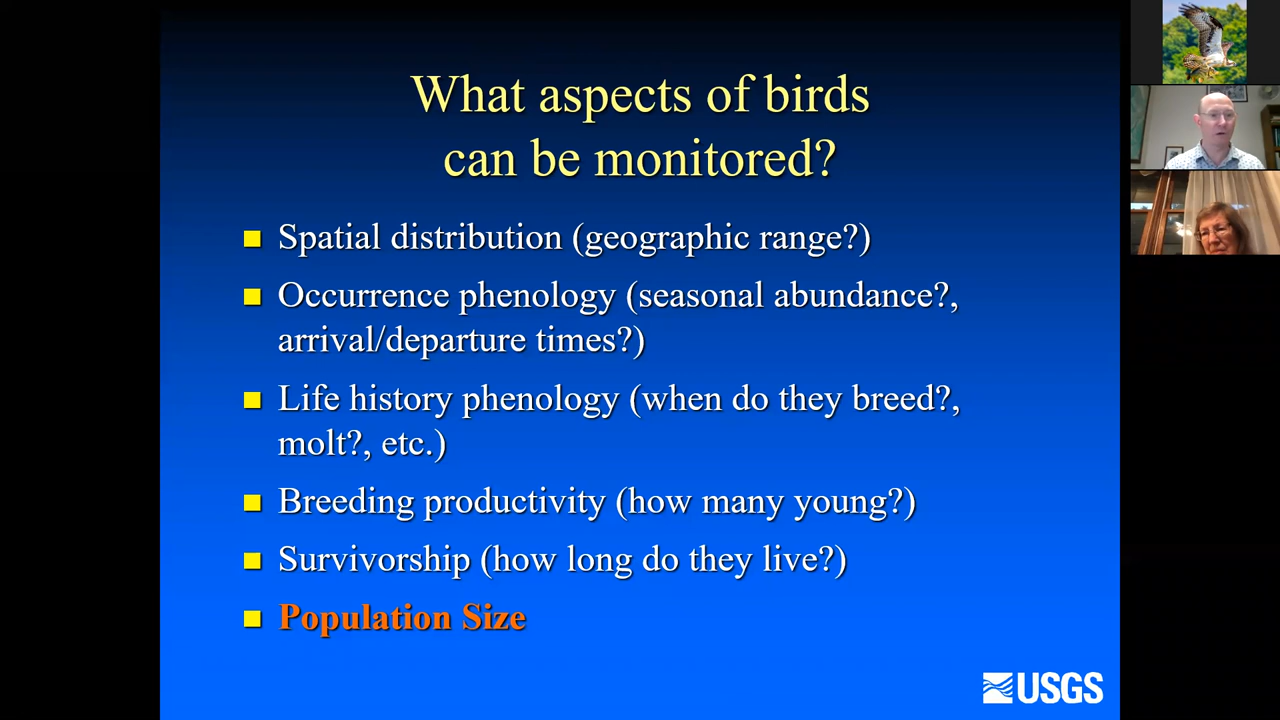 What aspects of birds
can be monitored?
Spatial distribution (geographic range?)
Occurrence phenology (seasonal abundance?,
arrival/departure times?)
Life history phenology (when do they breed?,
molt?, etc.)
Breeding productivity (how many young?)
Survivorship (how long do they live?)
Population Size
USGS